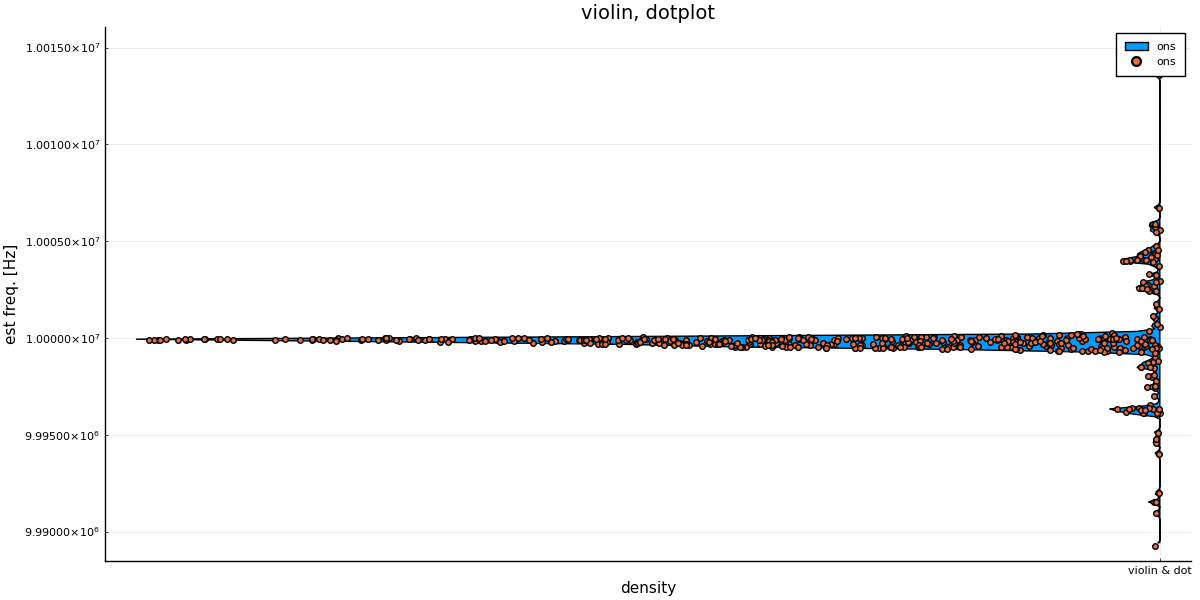 violin, dotplot
ons
ons
1.00150×10⁷
1.00100×10⁷
1.00050×10⁷
1.00000×10⁷
9.99500×10⁶
9.99000×10⁶
est freq. [Hz]
violin & dot
density